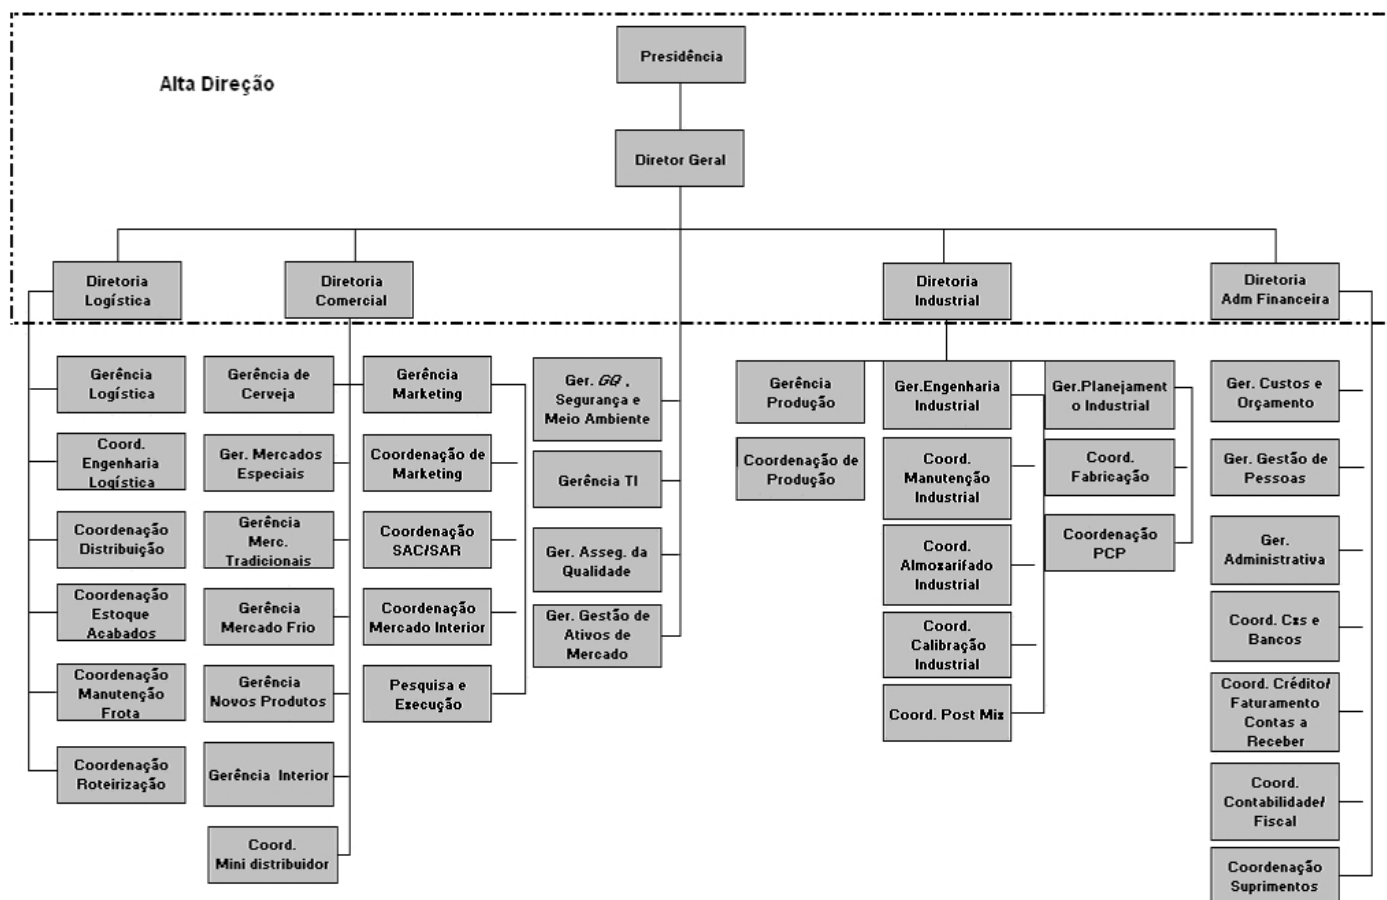 Alta Direção
Presidência
Diretor Geral
Diretoria
Logística
Diretoria
Comercial
Diretoria
Industrial
Diretoria
Adm Financeira
Gerência
Logística
Coord.
Engenharia
Logística
Coordenação
Distribuição
Coordenação
Estoque
Acabados
Coordenação
Manutenção
Frota
Coordenação
Roteirização
Gerência de
Cerveja
Ger. Mercados
Especiais
Gerência
Merc.
Tradicionais
Gerência
Mercado Frio
Gerência
Novos Produtos
Gerência Interior
Coord.
Mini distribuidor
Gerência
Marketing
Coordenação de
Marketing
Coordenação
SAC/SAR
Coordenação
Mercado Interior
Pesquisa e
Execução
Ger. GQ ,
Segurança e
Meio Ambiente
Gerência TI
Ger. Asseg. da
Qualidade
Ger. Gestão de
Ativos de
Mercado
Gerência
Produção
Coordenação de
Produção
Ger.Engenharia
Industrial
Coord.
Manutenção
Industrial
Coord.
Almoxarifado
Industrial
Coord.
Calibração
Industrial
Coord. Post Mix
Ger.Planejament
o Industrial
Coord.
Fabricação
Coordenação
PCP
Ger. Custos e
Orçamento
Ger. Gestão de
Pessoas
Ger.
Administrativa
Coord. Cxs e
Bancos
Coord. Crédito/
Faturamento
Contas a
Receber
Coord.
Contabilidade/
Fiscal
Coordenação
Suprimentos